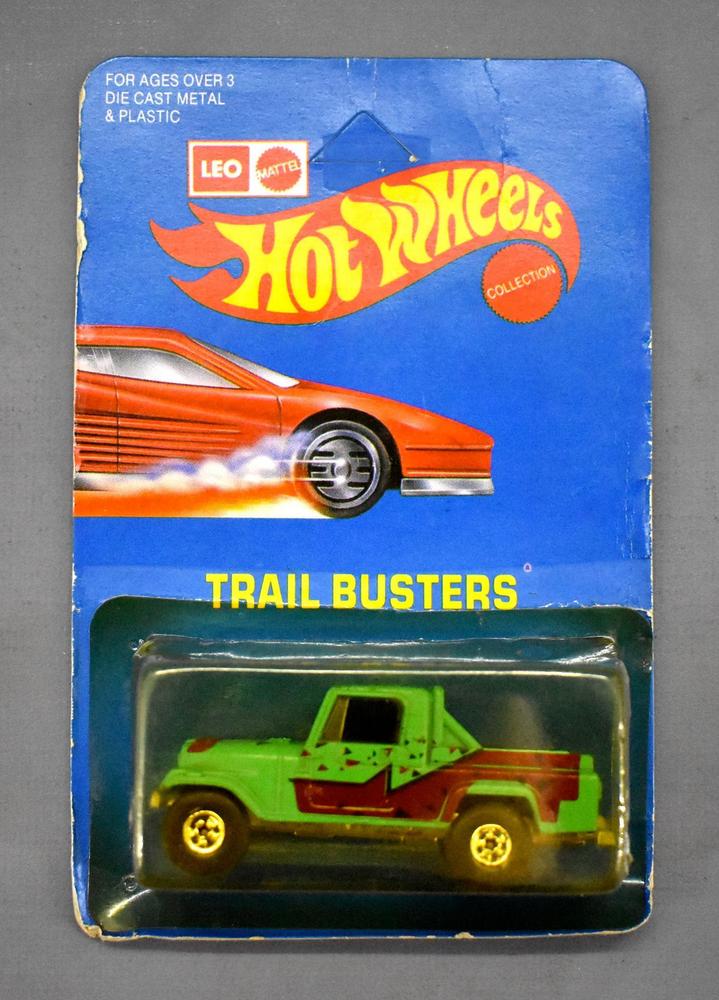 FOR AGES OVER 3
DIE CAST METAL
& PLASTIC
LEO
MATTEL
HOT WHEELS
COLLECTION
TRAIL BUSTERS